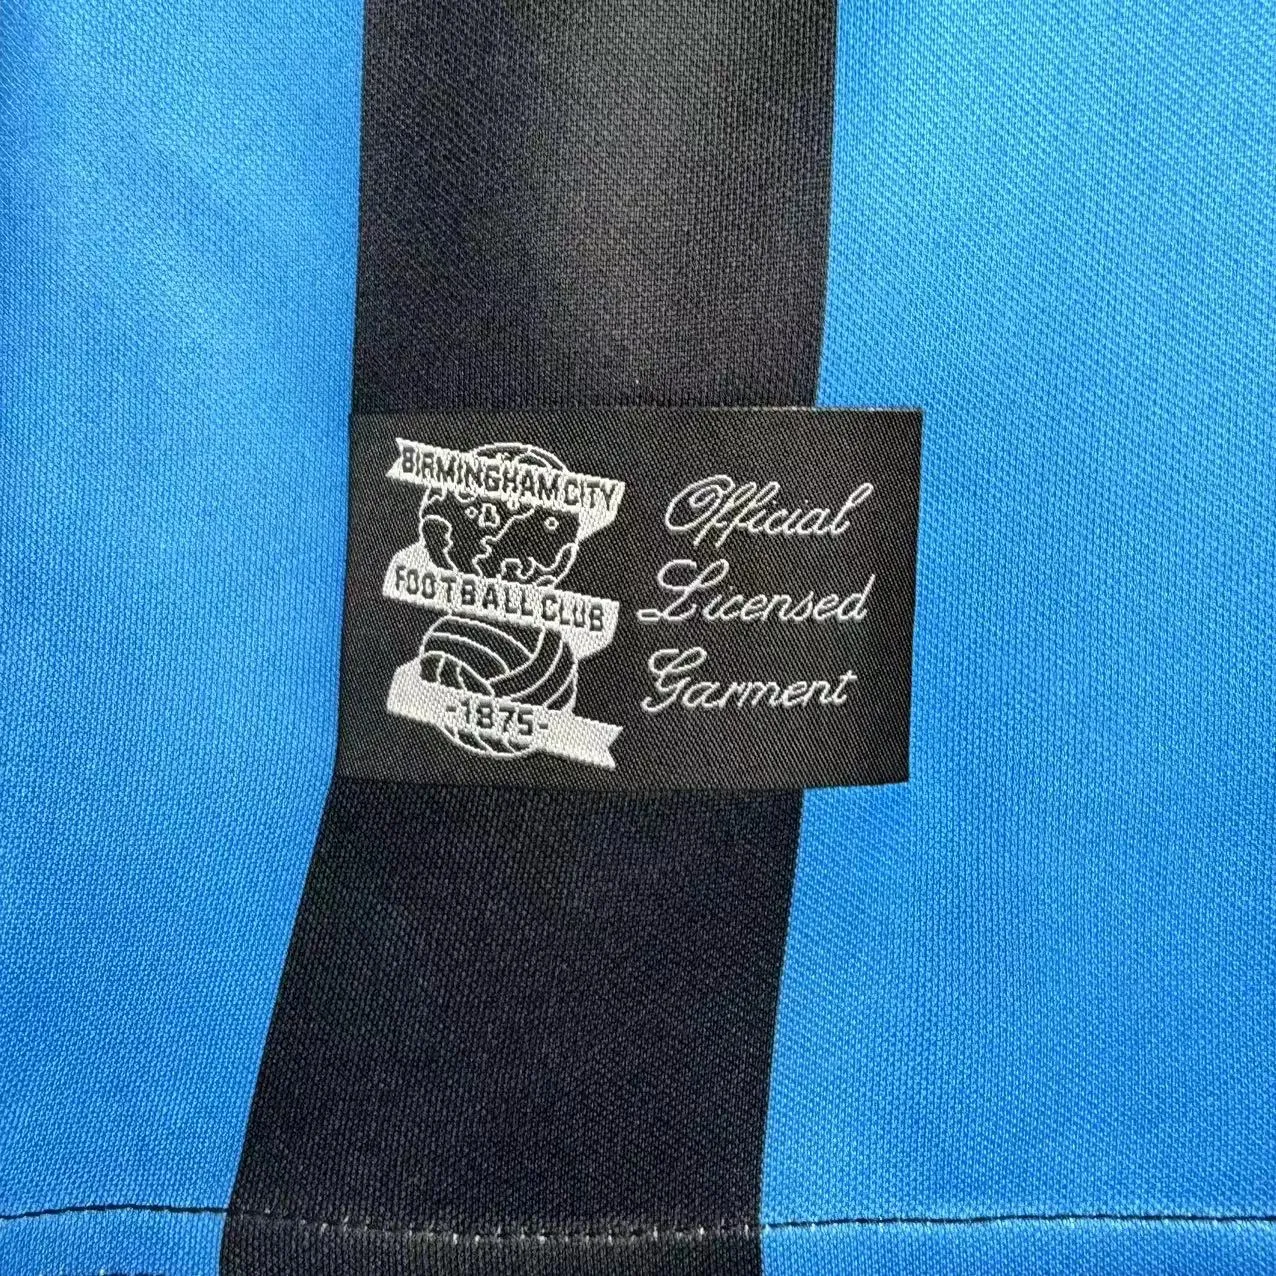 BIRMINGHAM CITY
FOOTBALL CLUB
-1875-
Official
Licensed
Garment